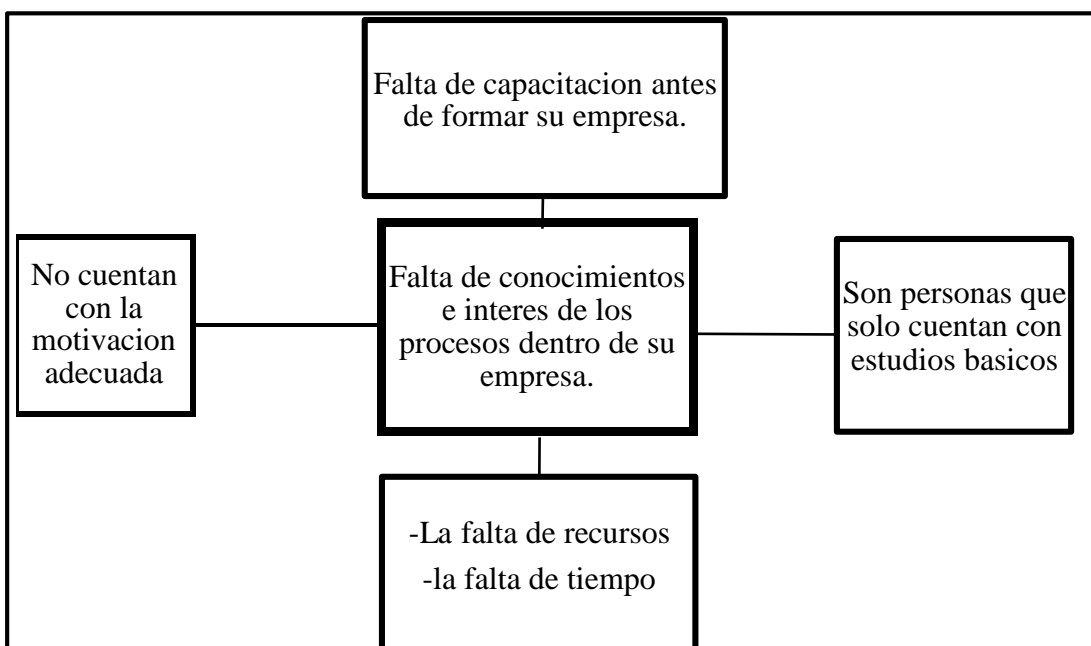 Falta de capacitacion antes
de formar su empresa.
No cuentan
con la
motivacion
adecuada
Falta de conocimientos
e interes de los
procesos dentro de su
empresa.
Son personas que
solo cuentan con
estudios basicos
-La falta de recursos
-la falta de tiempo